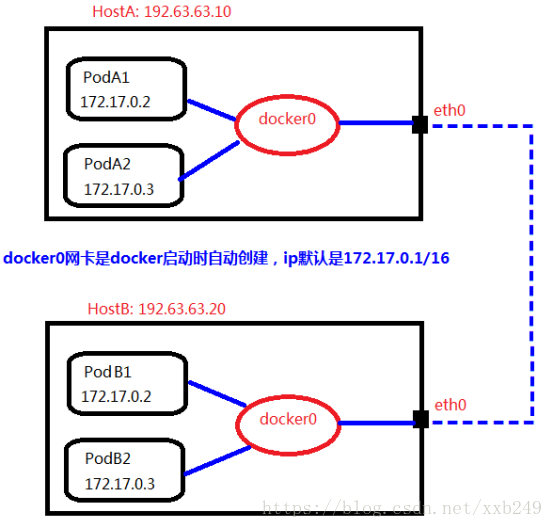 HostA: 192.63.63.10
PodA1
172.17.0.2
docker0
eth0
PodA2
172.17.0.3
docker0网卡是docker启动时自动创建，ip默认是172.17.0.1/16
HostB: 192.63.63.20
Pod B1
172.17.0.2
docker0
eth0
PodB2
172.17.0.3
https://blog.csdn.net/xxb249